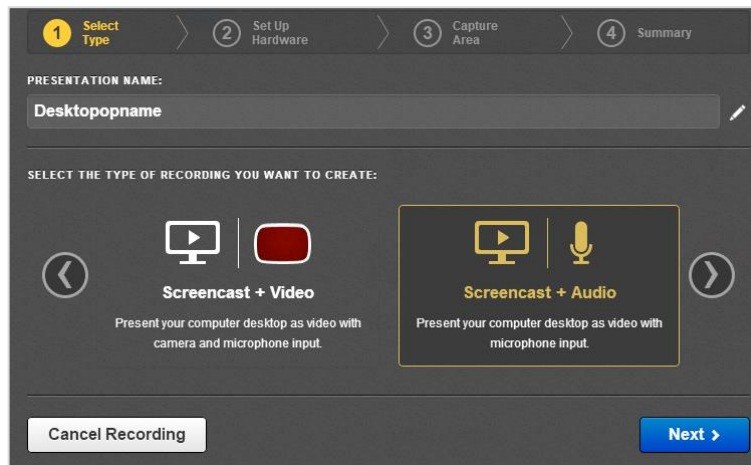 1 Select Type
2 Set Up Hardware
3 Capture Area
4 Summary
PRESENTATION NAME:
Desktopopname
SELECT THE TYPE OF RECORDING YOU WANT TO CREATE:
Screencast + Video
Present your computer desktop as video with
camera and microphone input.
Screencast + Audio
Present your computer desktop as video with
microphone input.
Cancel Recording
Next >